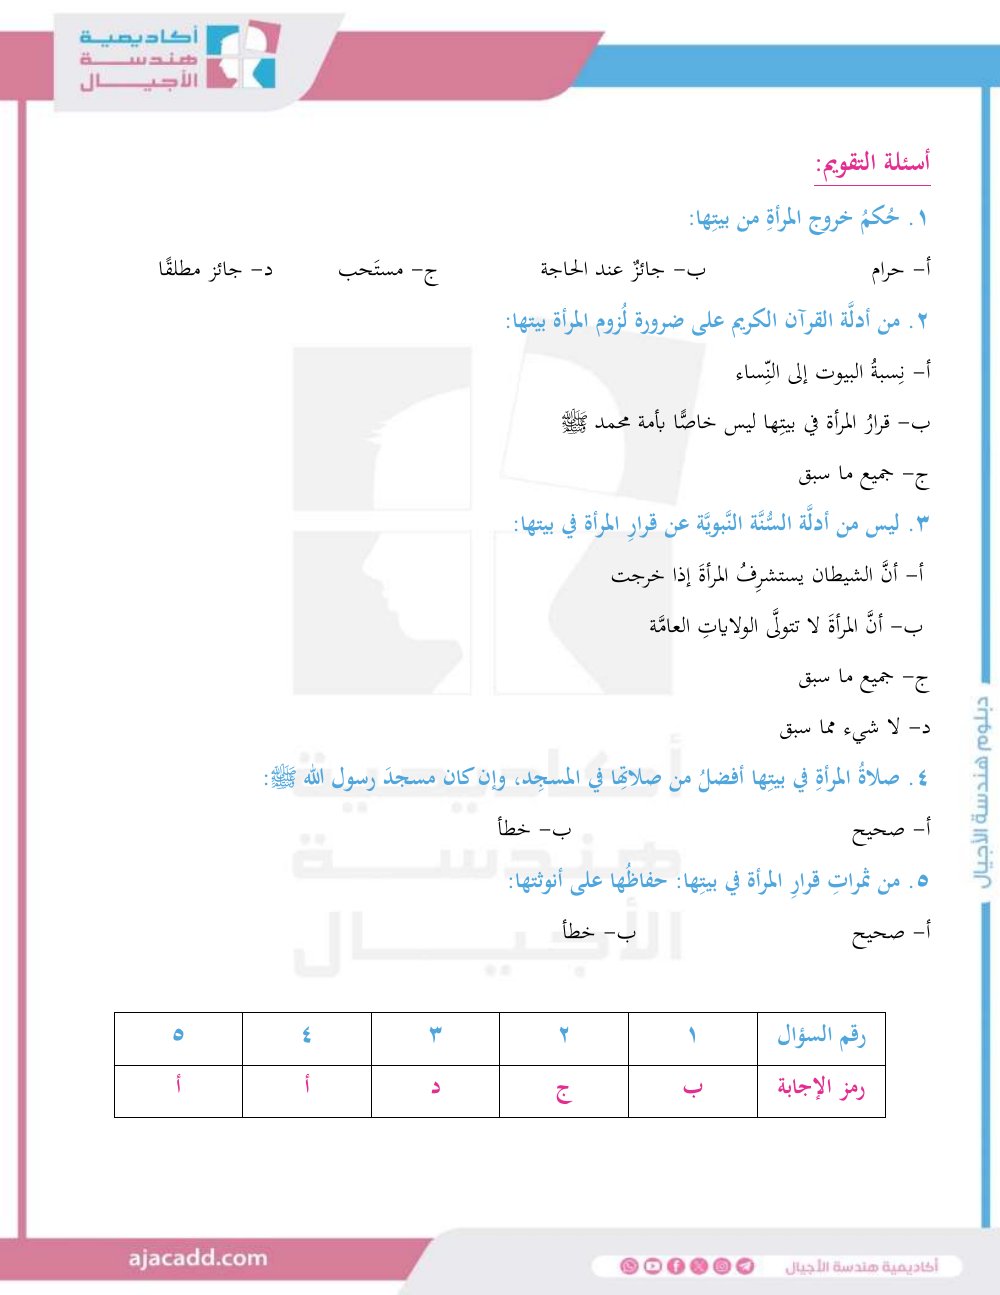 أكاديمية
هندسة
الأجيال
أسئلة التقويم:
١. حُكمُ خروج المرأةِ من بيتِها:
أ- حرام ب- جائزٌ عند الحاجة ج- مستَحب د- جائز مطلقًا
٢. من أدلَّة القرآن الكريم على ضرورة لُزوم المرأة بيتها:
أ- نِسبةُ البيوت إلى النِّساء
ب- قرارُ المرأة في بيتِها ليس خاصًّا بأمة محمد ﷺ
ج- جميع ما سبق
٣. ليس من أدلَّة السُّنَّة النَّبويَّة عن قرارِ المرأة في بيتها:
أ- أنَّ الشيطان يستشرِفُ المرأةَ إذا خرجت
ب- أنَّ المرأةَ لا تتولَّى الولاياتِ العامَّة
ج- جميع ما سبق
د- لا شيء مما سبق
٤. صلاةُ المرأةِ في بيتِها أفضلُ من صلاتِها في المسجِد، وإن كان مسجدَ رسول الله ﷺ:
أ- صحيح ب- خطأ
٥. من ثمراتِ قرارِ المرأة في بيتِها: حفاظُها على أنوثتها:
أ- صحيح ب- خطأ
أكاديمية
هندسة
الأجيال
رقم السؤال ١ ٢ ٣ ٤ ٥
رمز الإجابة ب ج د أ أ
دبلوم هندسة الأجيال
ajacadd.com
أكاديمية هندسة الأجيال